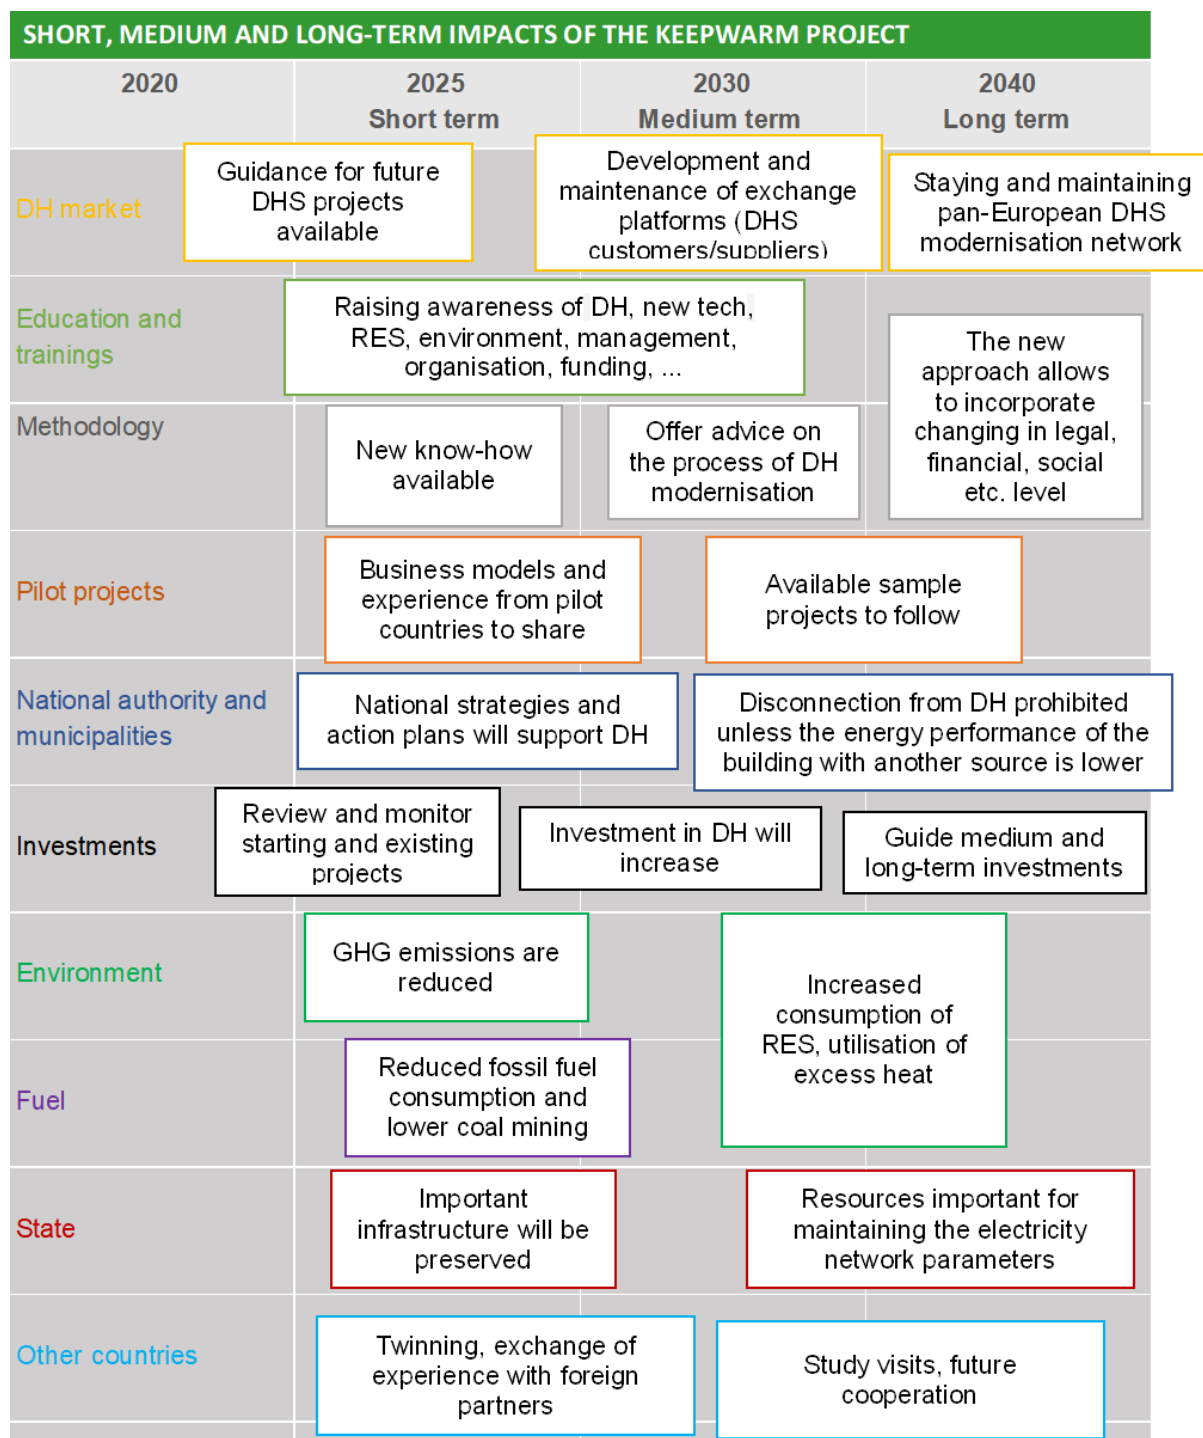 SHORT, MEDIUM AND LONG-TERM IMPACTS OF THE KEEPWARM PROJECT
2020
2025
Short term
2030
Medium term
2040
Long term
DH market
Guidance for future
DHS projects
available
Development and
maintenance of exchange
platforms (DHS
customers/suppliers)
Staying and maintaining
pan-European DHS
modernisation network
Education and
trainings
Raising awareness of DH, new tech,
RES, environment, management,
organisation, funding, ...
The new
approach allows
to incorporate
changing in legal,
financial, social
etc. level
Methodology
New know-how
available
Offer advice on
the process of DH
modernisation
Pilot projects
Business models and
experience from pilot
countries to share
Available sample
projects to follow
National authority and
municipalities
National strategies and
action plans will support DH
Disconnection from DH prohibited
unless the energy performance of the
building with another source is lower
Investments
Review and monitor
starting and existing
projects
Investment in DH will
increase
Guide medium and
long-term investments
Environment
GHG emissions are
reduced
Increased
consumption of
RES, utilisation of
excess heat
Fuel
Reduced fossil fuel
consumption and
lower coal mining
State
Important
infrastructure will be
preserved
Resources important for
maintaining the electricity
network parameters
Other countries
Twinning, exchange of
experience with foreign
partners
Study visits, future
cooperation